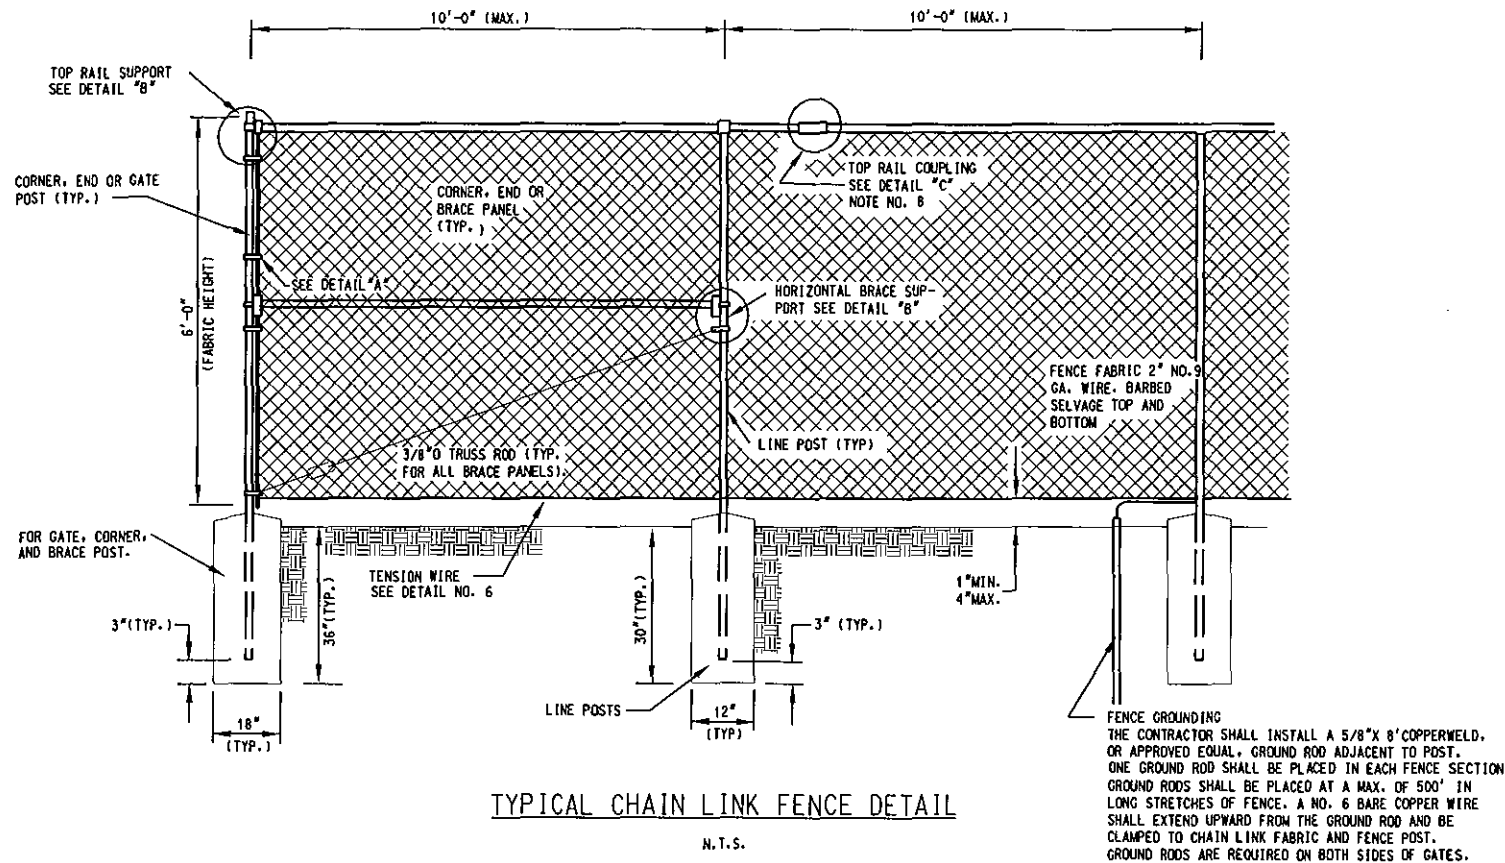 10'-0" (MAX.)
10'-0" (MAX.)
TOP RAIL SUPPORT
SEE DETAIL "B"
CORNER, END OR GATE
POST (TYP.)
CORNER, END OR
BRACE PANEL
(TYP.)
TOP RAIL COUPLING
SEE DETAIL "C"
NOTE NO. 8
6'-0"
(FABRIC HEIGHT)
SEE DETAIL "A"
HORIZONTAL BRACE SUP-
PORT SEE DETAIL "B"
FENCE FABRIC 2" NO.9
GA. WIRE. BARBED
SELVAGE TOP AND
BOTTOM
LINE POST (TYP)
3/8"O TRUSS ROD (TYP.
FOR ALL BRACE PANELS).
FOR GATE, CORNER,
AND BRACE POST.
TENSION WIRE
SEE DETAIL NO. 6
36"(TYP.)
30"(TYP.)
1"MIN.
4"MAX.
3"(TYP.)
3" (TYP.)
LINE POSTS
18"
(TYP.)
12"
(TYP)
FENCE GROUNDING
THE CONTRACTOR SHALL INSTALL A 5/8"X 8'COPPERWELD,
OR APPROVED EQUAL, GROUND ROD ADJACENT TO POST.
ONE GROUND ROD SHALL BE PLACED IN EACH FENCE SECTION
GROUND RODS SHALL BE PLACED AT A MAX. OF 500' IN
LONG STRETCHES OF FENCE. A NO. 6 BARE COPPER WIRE
SHALL EXTEND UPWARD FROM THE GROUND ROD AND BE
CLAMPED TO CHAIN LINK FABRIC AND FENCE POST.
GROUND RODS ARE REQUIRED ON BOTH SIDES OF GATES.
TYPICAL CHAIN LINK FENCE DETAIL
N.T.S.